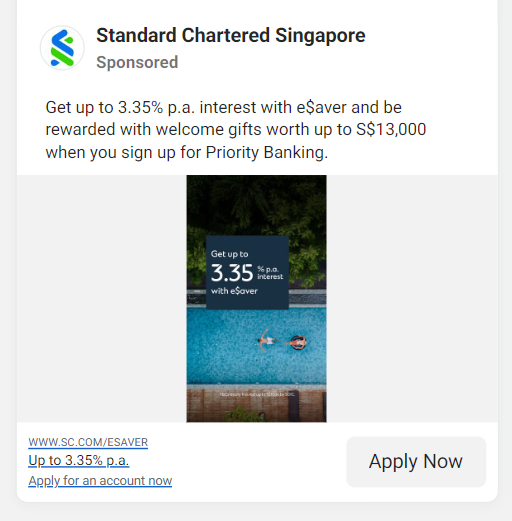 Standard Chartered Singapore
Sponsored
Get up to 3.35% p.a. interest with e$aver and be
rewarded with welcome gifts worth up to S$13,000
when you sign up for Priority Banking.
Get up to
3.35 % p.a. interest
with e$aver
WWW.SC.COM/ESAVER
Up to 3.35% p.a.
Apply for an account now
Apply Now